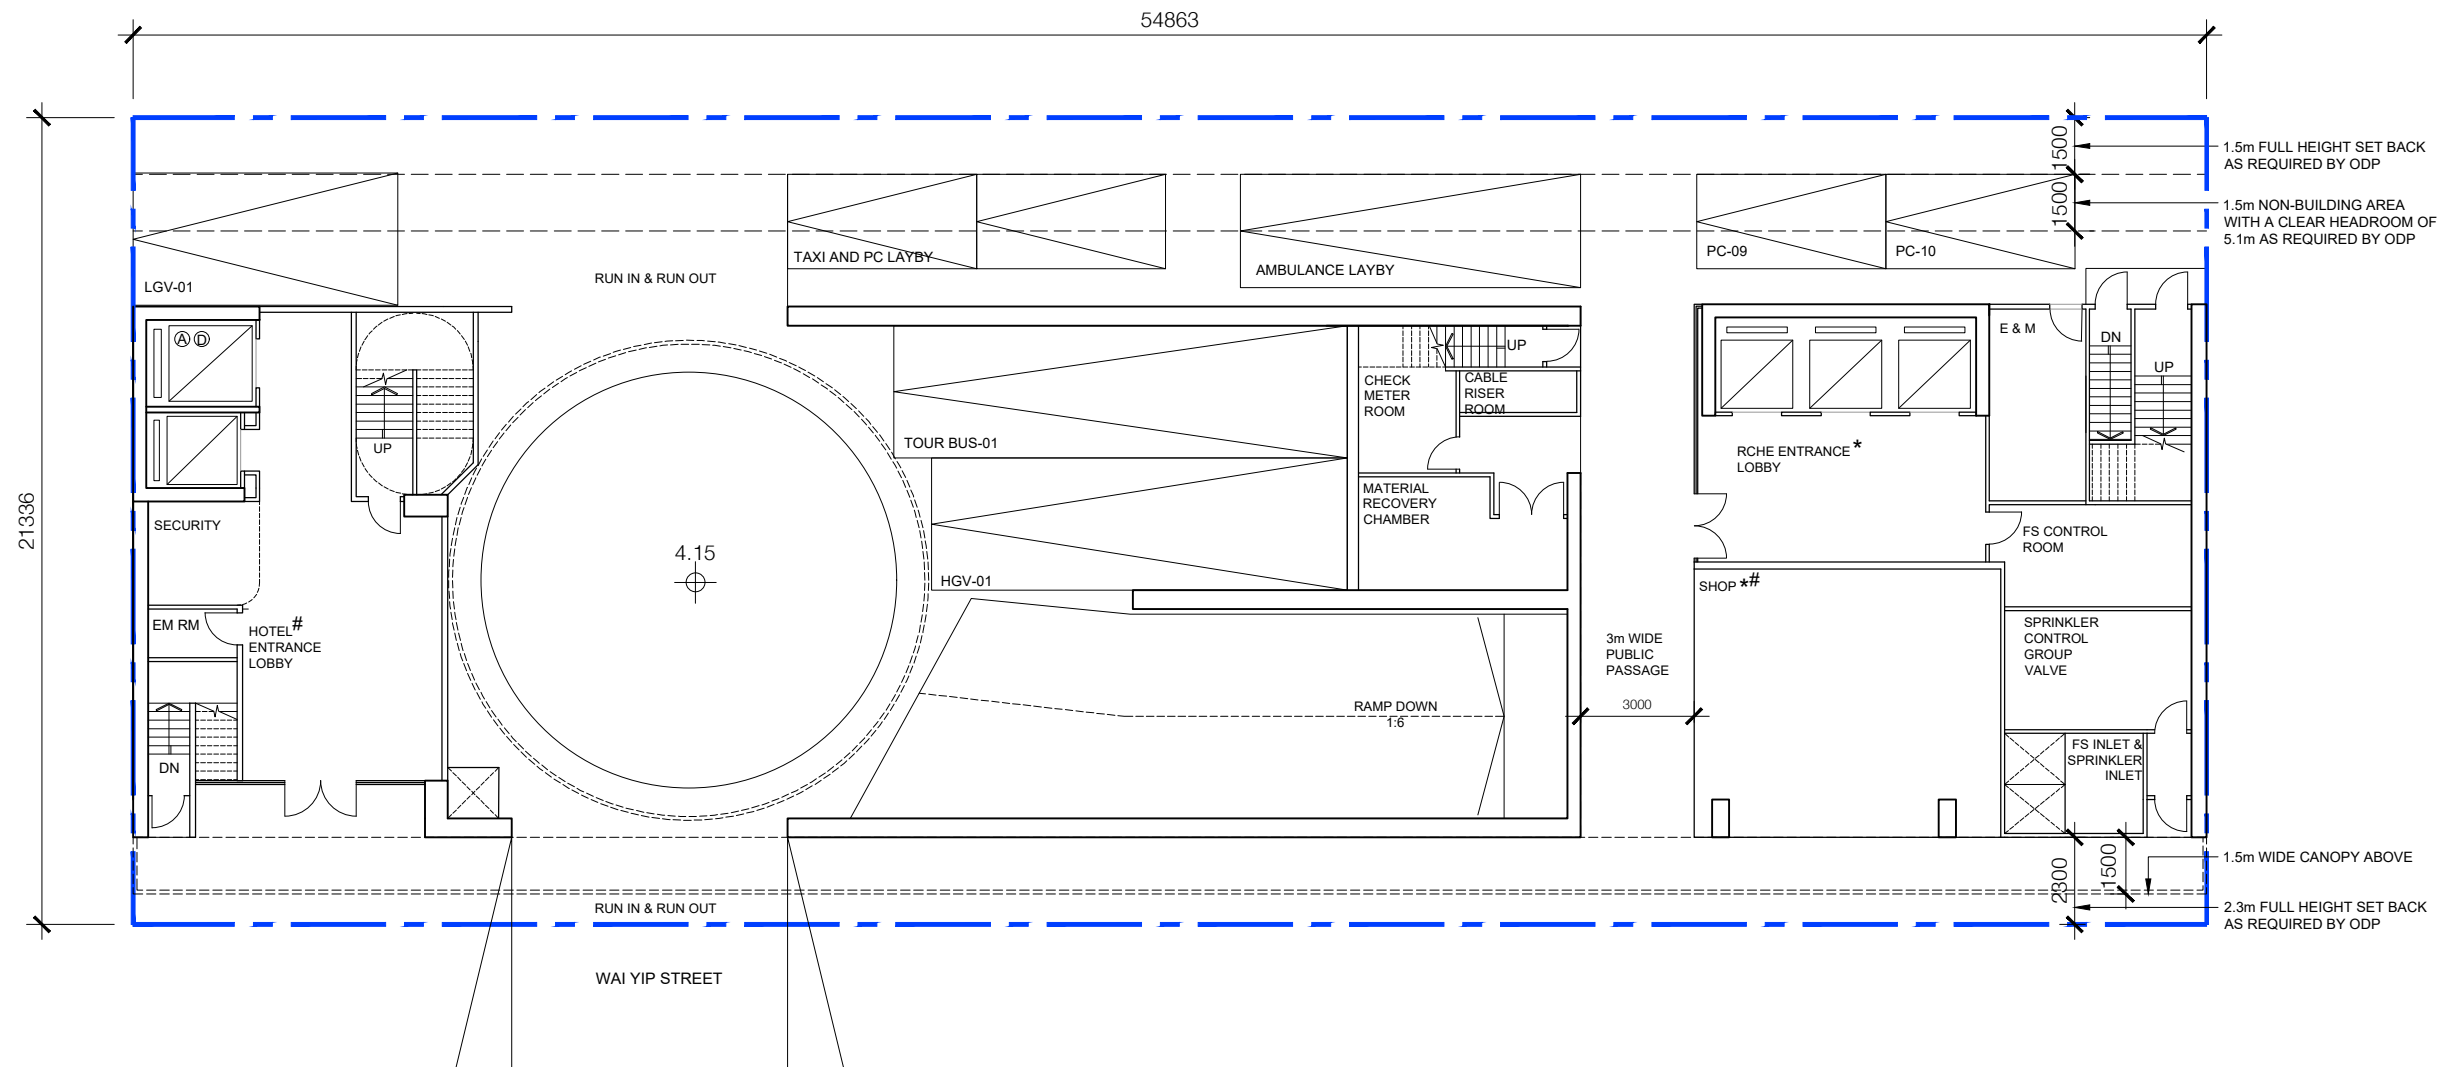 54863
1500
1.5m FULL HEIGHT SET BACK
AS REQUIRED BY ODP
1500
1.5m NON-BUILDING AREA
WITH A CLEAR HEADROOM OF
5.1m AS REQUIRED BY ODP
TAXI AND PC LAYBY
PC-09
PC-10
AMBULANCE LAYBY
RUN IN & RUN OUT
LGV-01
A D
E & M
DN
UP
UP
CHECK
METER
ROOM
CABLE
RISER
ROOM
TOUR BUS-01
UP
RCHE ENTRANCE *
LOBBY
MATERIAL
RECOVERY
CHAMBER
SECURITY
21336
FS CONTROL
ROOM
4.15
HGV-01
SHOP *#
EM RM
HOTEL #
ENTRANCE
LOBBY
SPRINKLER
CONTROL
GROUP
VALVE
3m WIDE
PUBLIC
PASSAGE
RAMP DOWN
1:6
3000
FS INLET &
SPRINKLER
INLET
DN
2300
1500
1.5m WIDE CANOPY ABOVE
RUN IN & RUN OUT
2.3m FULL HEIGHT SET BACK
AS REQUIRED BY ODP
WAI YIP STREET